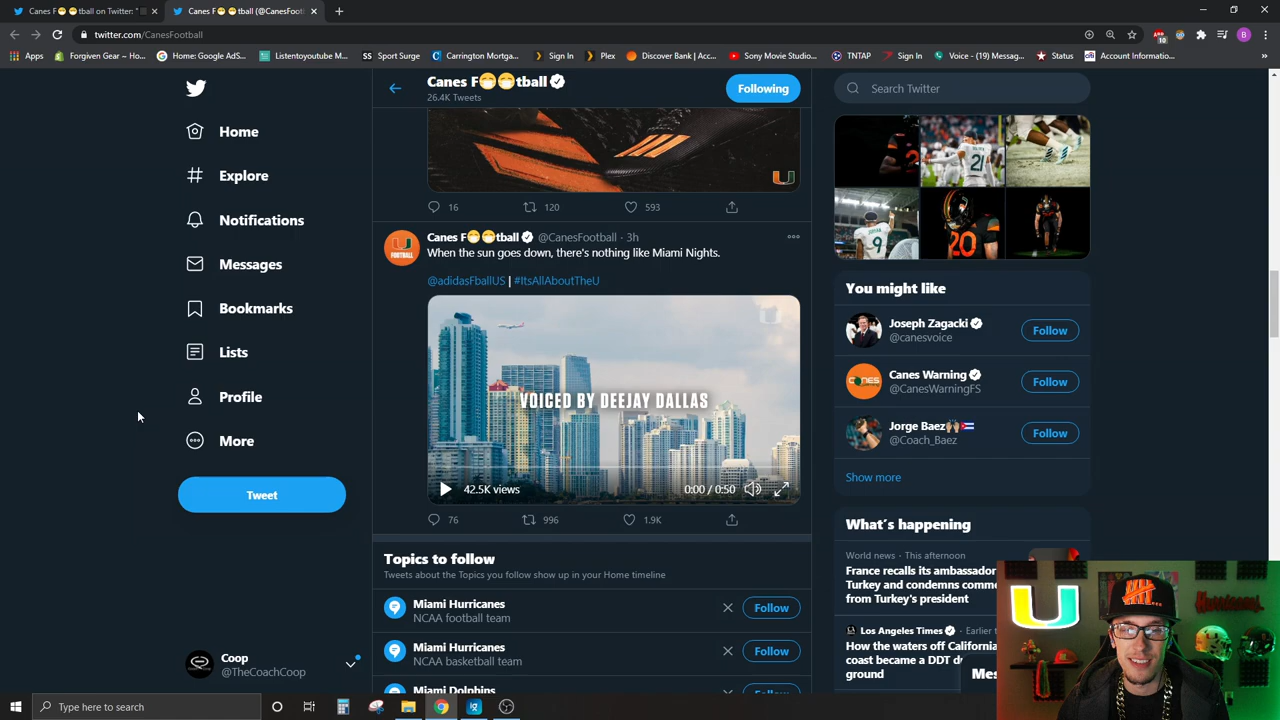 Canes F😁😁tball on Twitter: "
Canes F😁😁tball (@CanesFootb
twitter.com/CanesFootball
Apps
Forgiven Gear – Ho...
Home: Google AdS...
Listentoyoutube M...
Sport Surge
Carrington Mortga...
Sign In
Plex
Discover Bank | Acc...
Sony Movie Studio...
TNTAP
Sign In
Voice - (19) Messag...
Status
Account Informatio...
Canes F😁😁tball
26.4K Tweets
Following
Search Twitter
Home
Explore
Notifications
Messages
Bookmarks
Lists
Profile
More
Tweet
Coop
@TheCoachCoop
16
120
593
Canes F😁😁tball @CanesFootball · 3h
When the sun goes down, there's nothing like Miami Nights.
@adidasFballUS | #ItsAllAboutTheU
VOICED BY DEEJAY DALLAS
42.5K views
0:00 / 0:50
76
996
1.9K
Topics to follow
Tweets about the Topics you follow show up in your Home timeline
Miami Hurricanes
NCAA football team
Follow
Miami Hurricanes
NCAA basketball team
Follow
Miami Dolphins
You might like
Joseph Zagacki
@canesvoice
Follow
Canes Warning
@CanesWarningFS
Follow
Jorge Baez
@Coach_Baez
Follow
Show more
What's happening
World news · This afternoon
France recalls its ambassador
Turkey and condemns comme
from Turkey's president
Los Angeles Times · Earlier t
How the waters off California
coast became a DDT d
ground
Mes
Type here to search
FOOTBALL
21
9
20
Hurricanes